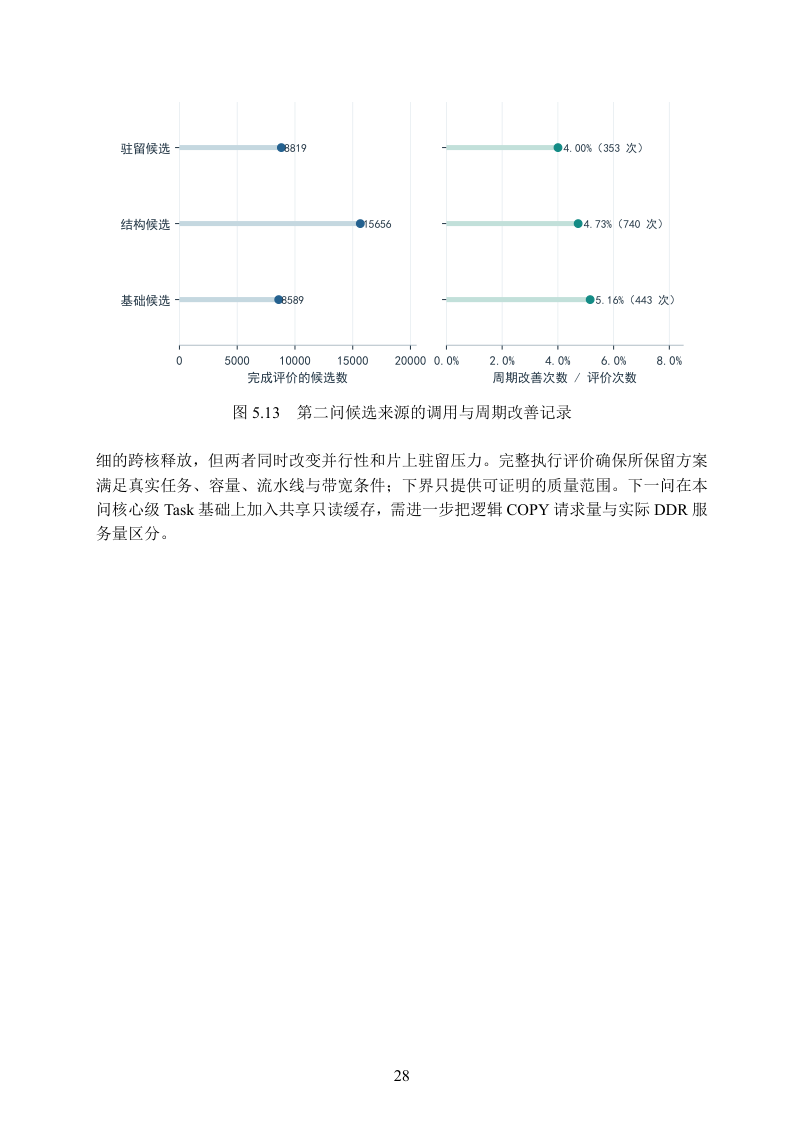 驻留候选 8819 4.00%（353 次）
结构候选 15656 4.73%（740 次）
基础候选 8589 5.16%（443 次）
0 5000 10000 15000 20000 0.0% 2.0% 4.0% 6.0% 8.0%
完成评价的候选数 周期改善次数 / 评价次数
图 5.13 第二问候选来源的调用与周期改善记录
细的跨核释放，但两者同时改变并行性和片上驻留压力。完整执行评价确保所保留方案
满足真实任务、容量、流水线与带宽条件；下界只提供可证明的质量范围。下一问在本
问核心级 Task 基础上加入共享只读缓存，需进一步把逻辑 COPY 请求量与实际 DDR 服
务量区分。
28